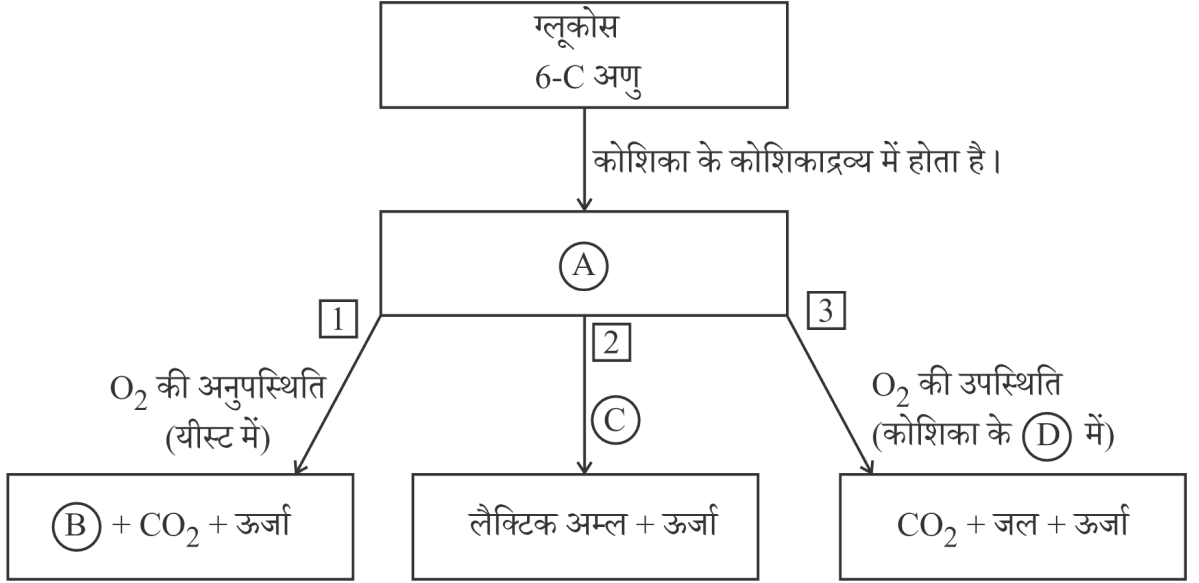 ग्लूकोस
6-C अणु
कोशिका के कोशिकाद्रव्य में होता है।
A
1
2
3
O2 की अनुपस्थिति
(यीस्ट में)
C
O2 की उपस्थिति
(कोशिका के D में)
B + CO2 + ऊर्जा
लैक्टिक अम्ल + ऊर्जा
CO2 + जल + ऊर्जा